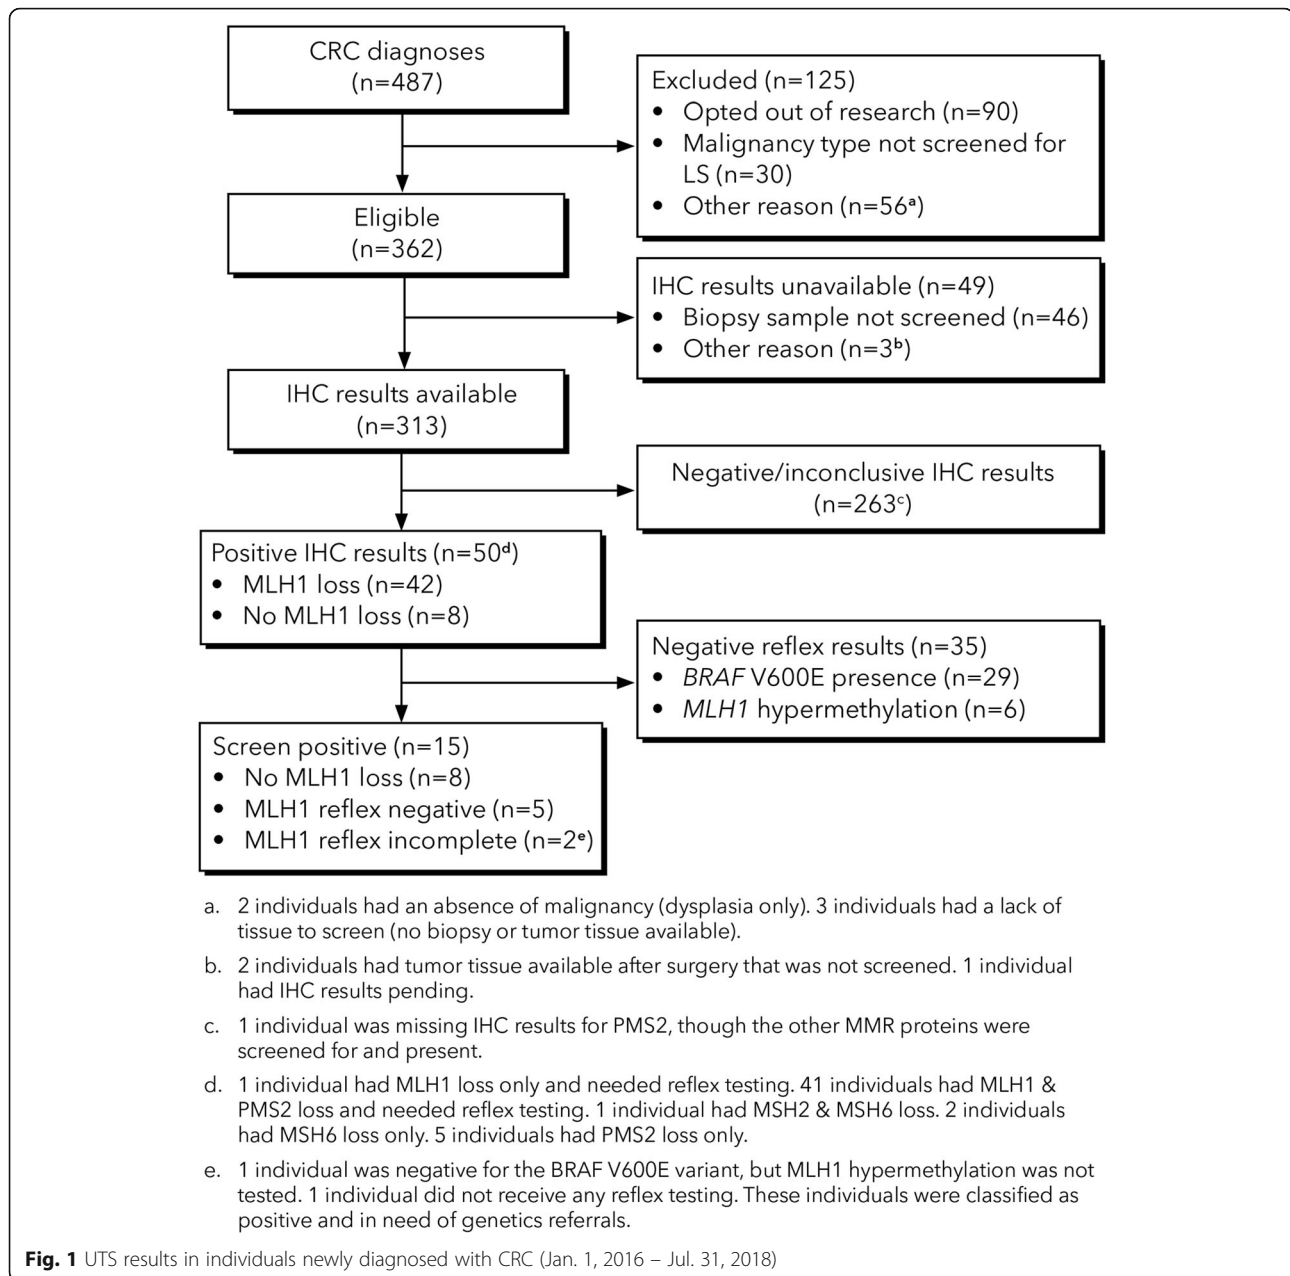 CRC diagnoses
(n=487)
Excluded (n=125)
• Opted out of research (n=90)
• Malignancy type not screened for
LS (n=30)
• Other reason (n=56ᵃ)
Eligible
(n=362)
IHC results unavailable (n=49)
• Biopsy sample not screened (n=46)
• Other reason (n=3ᵇ)
IHC results available
(n=313)
Negative/inconclusive IHC results
(n=263ᶜ)
Positive IHC results (n=50ᵈ)
• MLH1 loss (n=42)
• No MLH1 loss (n=8)
Negative reflex results (n=35)
• BRAF V600E presence (n=29)
• MLH1 hypermethylation (n=6)
Screen positive (n=15)
• No MLH1 loss (n=8)
• MLH1 reflex negative (n=5)
• MLH1 reflex incomplete (n=2ᵉ)
a. 2 individuals had an absence of malignancy (dysplasia only). 3 individuals had a lack of
tissue to screen (no biopsy or tumor tissue available).
b. 2 individuals had tumor tissue available after surgery that was not screened. 1 individual
had IHC results pending.
c. 1 individual was missing IHC results for PMS2, though the other MMR proteins were
screened for and present.
d. 1 individual had MLH1 loss only and needed reflex testing. 41 individuals had MLH1 &
PMS2 loss and needed reflex testing. 1 individual had MSH2 & MSH6 loss. 2 individuals
had MSH6 loss only. 5 individuals had PMS2 loss only.
e. 1 individual was negative for the BRAF V600E variant, but MLH1 hypermethylation was not
tested. 1 individual did not receive any reflex testing. These individuals were classified as
positive and in need of genetics referrals.
Fig. 1 UTS results in individuals newly diagnosed with CRC (Jan. 1, 2016 – Jul. 31, 2018)